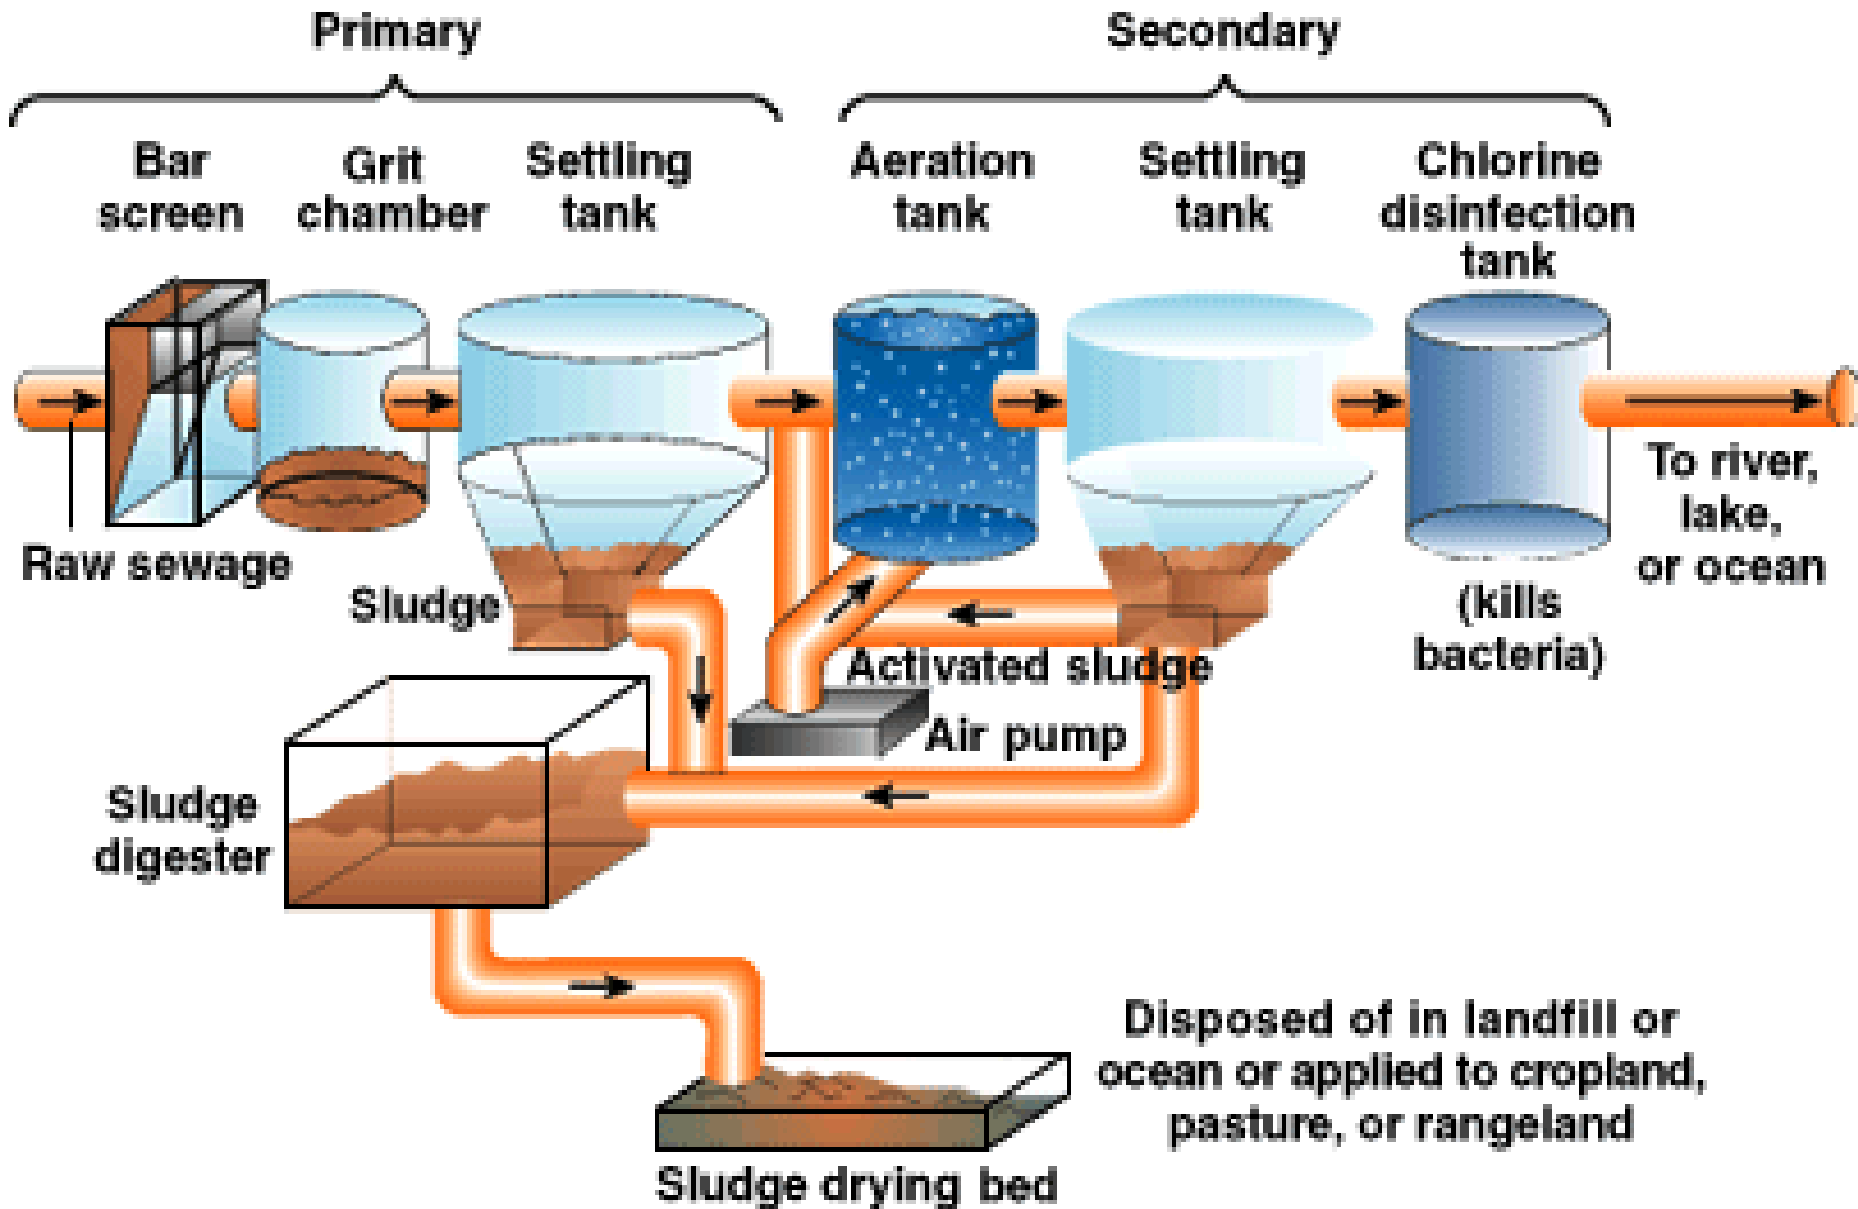 Primary
Secondary
Bar
screen
Grit
chamber
Settling
tank
Aeration
tank
Settling
tank
Chlorine
disinfection
tank
Raw sewage
To river,
lake,
or ocean
Sludge
(kills
bacteria)
Activated sludge
Air pump
Sludge
digester
Disposed of in landfill or
ocean or applied to cropland,
pasture, or rangeland
Sludge drying bed